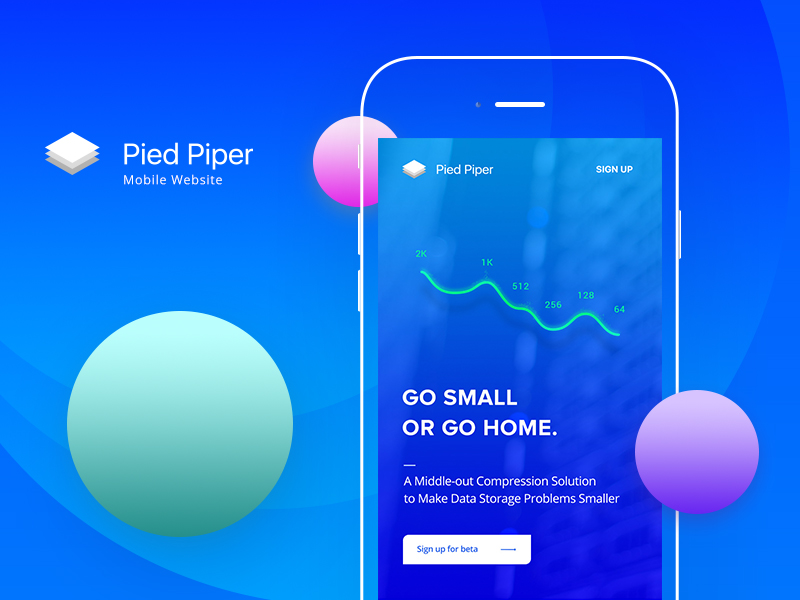 Pied Piper
Mobile Website
Pied Piper
SIGN UP
2K
1K
512
256
128
64
GO SMALL
OR GO HOME.
A Middle-out Compression Solution
to Make Data Storage Problems Smaller
Sign up for beta